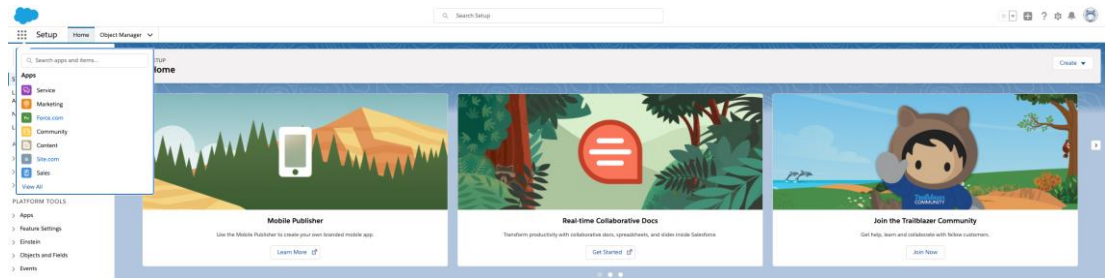 Search Setup
Setup
Home
Object Manager
Search apps and items...
Apps
Service
Marketing
Community
Content
Site.com
Sales
View All
SETUP
Home
Create
Mobile Publisher
Use the Mobile Publisher to create your own branded mobile app.
Learn More
Real-time Collaborative Docs
Transform productivity with collaborative docs, spreadsheets, and slides inside Salesforce.
Get Started
COMMUNITY
Join the Trailblazer Community
Get help, learn and collaborate with fellow customers.
Join Now
PLATFORM TOOLS
Apps
Feature Settings
Einstein
Objects and Fields
Events